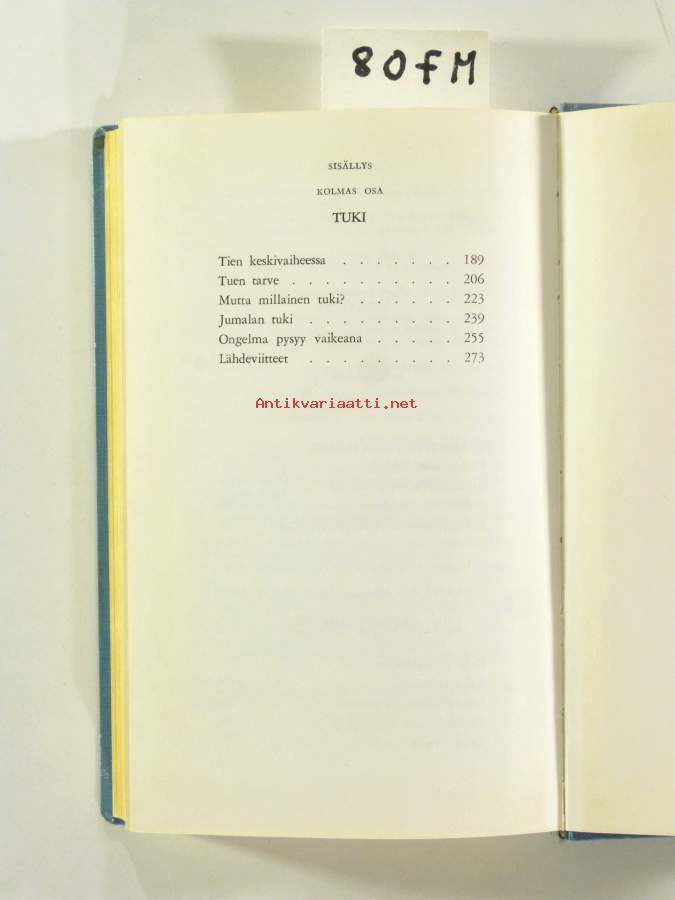 80FM
SISÄLLYS
KOLMAS OSA
TUKI
Tien keskivaiheessa . . . . . . . 189
Tuen tarve . . . . . . . . . . 206
Mutta millainen tuki? . . . . . . 223
Jumalan tuki . . . . . . . . . 239
Ongelma pysyy vaikeana . . . . . 255
Lähdeviitteet . . . . . . . . . 273
Antikvariaatti.net